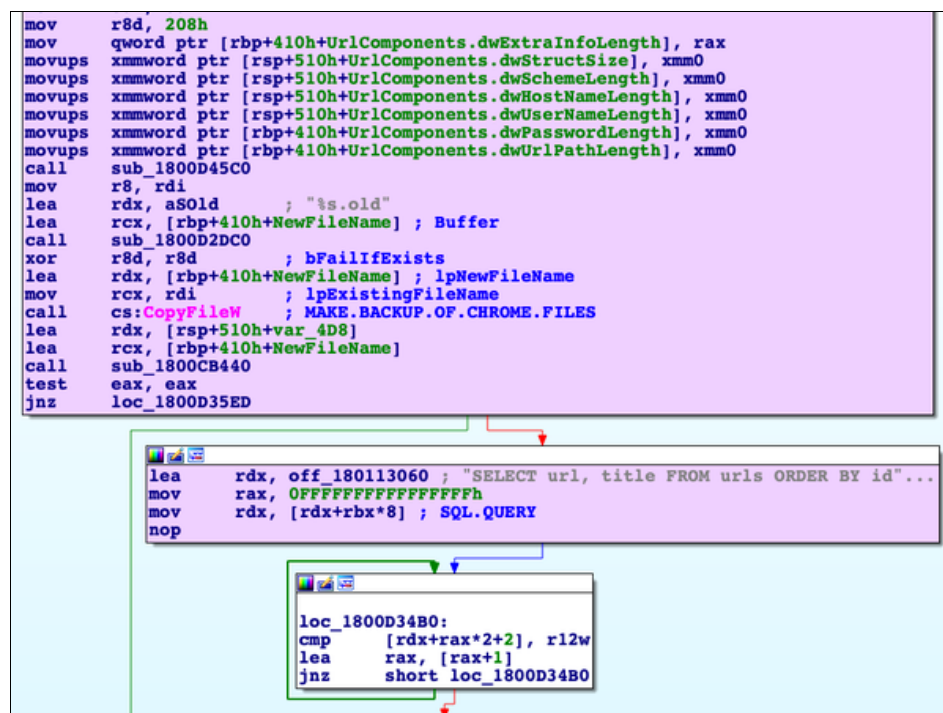 mov r8d, 208h
mov qword ptr [rbp+410h+UrlComponents.dwExtraInfoLength], rax
movups xmmword ptr [rsp+510h+UrlComponents.dwStructSize], xmm0
movups xmmword ptr [rsp+510h+UrlComponents.dwSchemeLength], xmm0
movups xmmword ptr [rsp+510h+UrlComponents.dwHostNameLength], xmm0
movups xmmword ptr [rsp+510h+UrlComponents.dwUserNameLength], xmm0
movups xmmword ptr [rbp+410h+UrlComponents.dwPasswordLength], xmm0
movups xmmword ptr [rbp+410h+UrlComponents.dwUrlPathLength], xmm0
call sub_1800D45C0
mov r8, rdi
lea rdx, aSOld ; "%s.old"
lea rcx, [rbp+410h+NewFileName] ; Buffer
call sub_1800D2DC0
xor r8d, r8d ; bFailIfExists
lea rdx, [rbp+410h+NewFileName] ; lpNewFileName
mov rcx, rdi ; lpExistingFileName
call cs:CopyFileW ; MAKE.BACKUP.OF.CHROME.FILES
lea rdx, [rsp+510h+var_4D8]
lea rcx, [rbp+410h+NewFileName]
call sub_1800CB440
test eax, eax
jnz loc_1800D35ED
lea rdx, off_180113060 ; "SELECT url, title FROM urls ORDER BY id"...
mov rax, 0FFFFFFFFFFFFFFFFh
mov rdx, [rdx+rbx*8] ; SQL.QUERY
nop
loc_1800D34B0:
cmp [rdx+rax*2+2], r12w
lea rax, [rax+1]
jnz short loc_1800D34B0